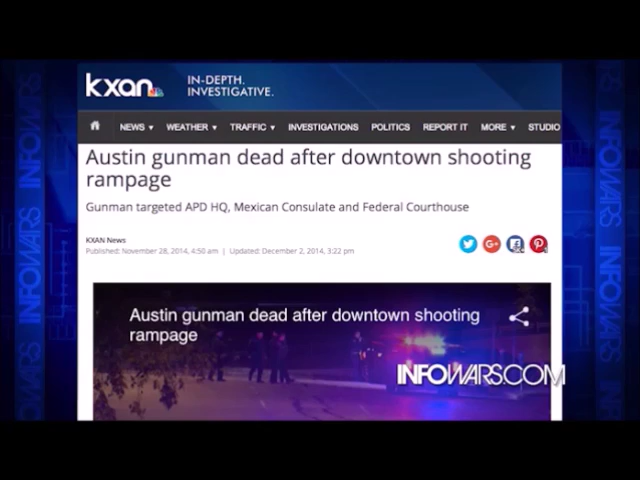 kxan
IN-DEPTH.
INVESTIGATIVE.
NEWS WEATHER TRAFFIC INVESTIGATIONS POLITICS REPORT IT MORE STUDIO
Austin gunman dead after downtown shooting
rampage
Gunman targeted APD HQ, Mexican Consulate and Federal Courthouse
KXAN News
Published: November 28, 2014, 4:50 am | Updated: December 2, 2014, 3:22 pm
Austin gunman dead after downtown shooting
rampage
INFOWARS.COM
INFOWARS
INFOWARS